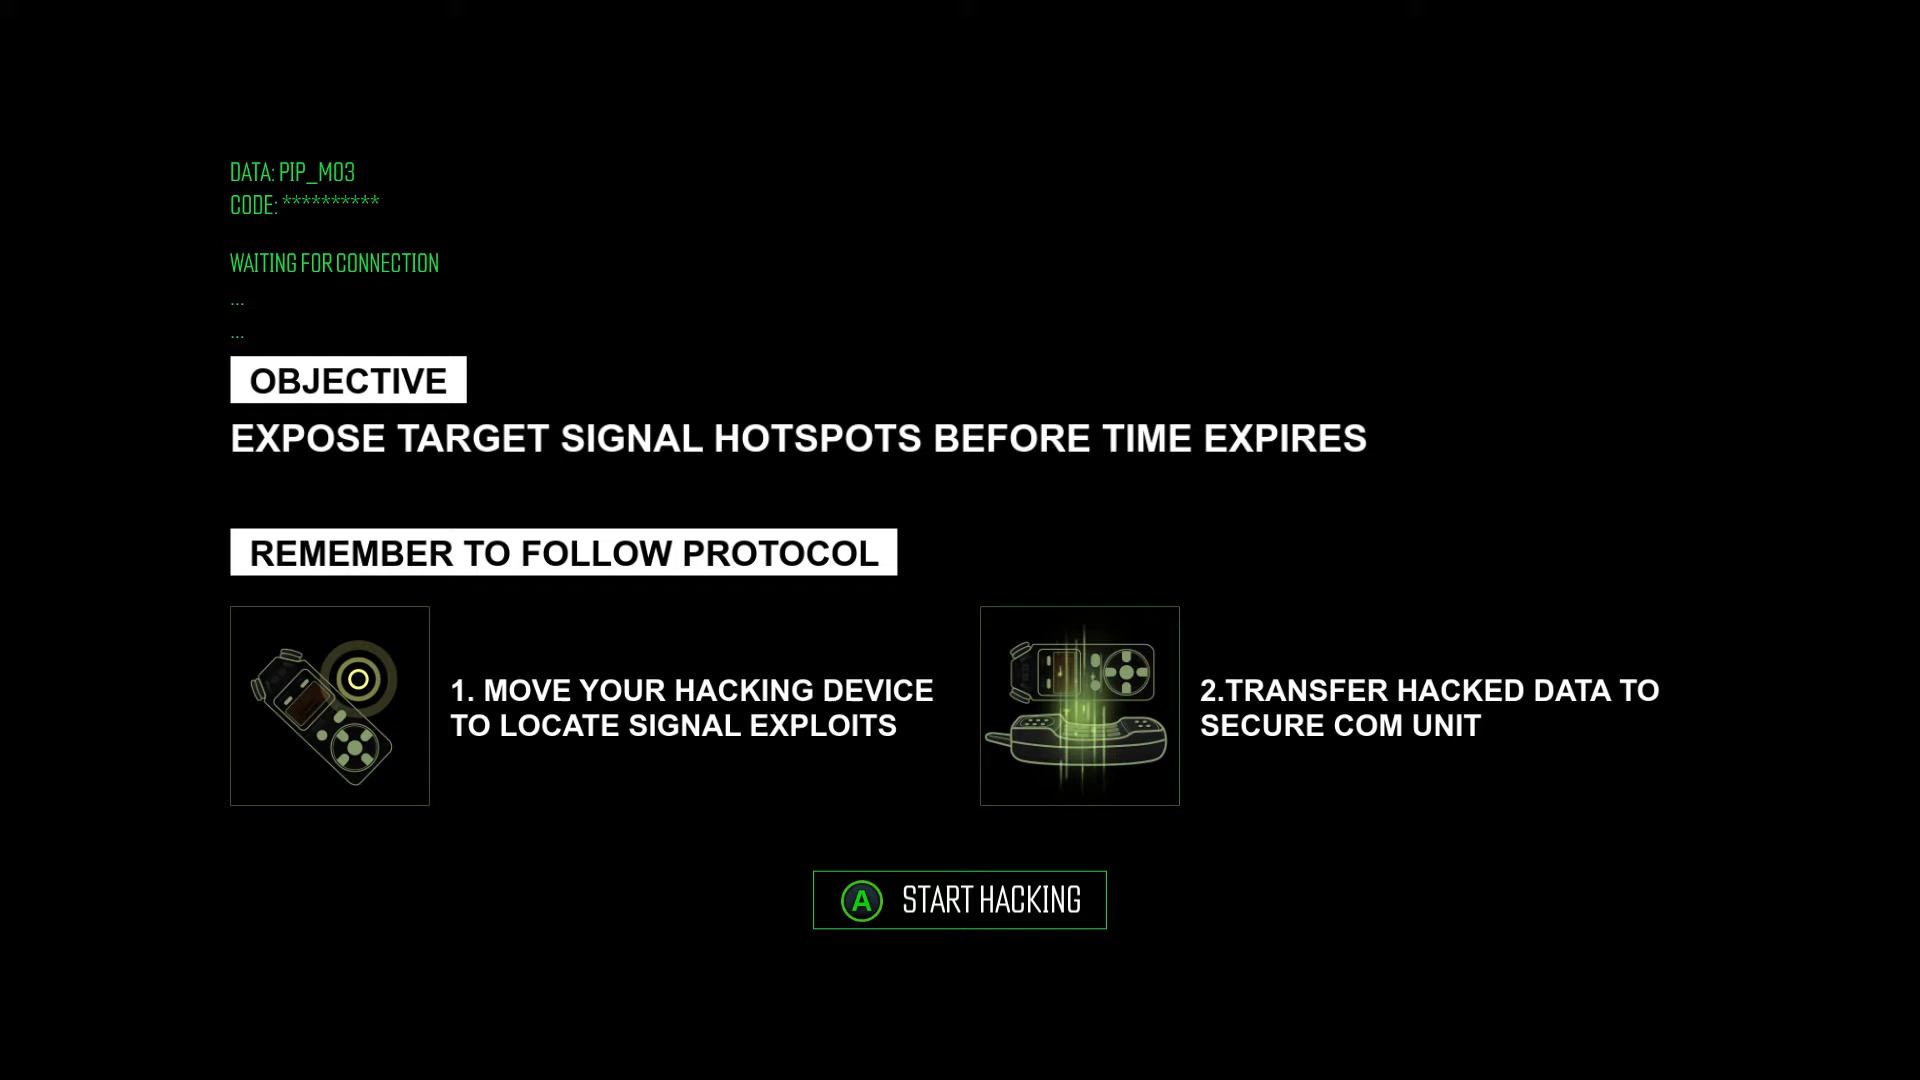 DATA: PIP_M03
CODE: **********
WAITING FOR CONNECTION
...
...
OBJECTIVE
EXPOSE TARGET SIGNAL HOTSPOTS BEFORE TIME EXPIRES
REMEMBER TO FOLLOW PROTOCOL
1. MOVE YOUR HACKING DEVICE
TO LOCATE SIGNAL EXPLOITS
2.TRANSFER HACKED DATA TO
SECURE COM UNIT
A START HACKING